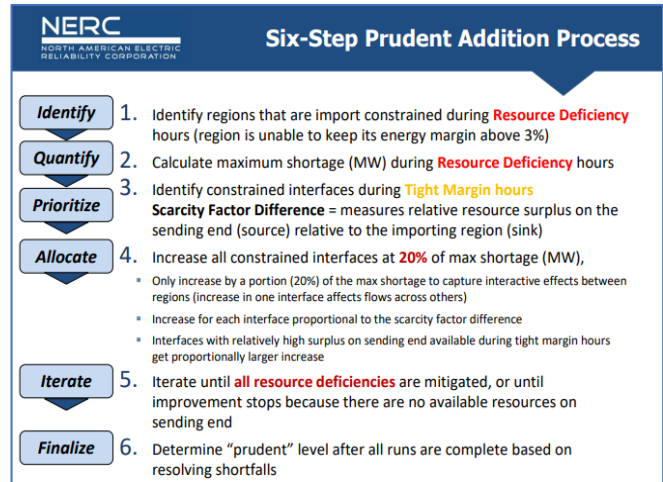 NERC
NORTH AMERICAN ELECTRIC
RELIABILITY CORPORATION
Six-Step Prudent Addition Process
Identify
1. Identify regions that are import constrained during Resource Deficiency
hours (region is unable to keep its energy margin above 3%)
Quantify
2. Calculate maximum shortage (MW) during Resource Deficiency hours
Prioritize
3. Identify constrained interfaces during Tight Margin hours
Scarcity Factor Difference = measures relative resource surplus on the
sending end (source) relative to the importing region (sink)
Allocate
4. Increase all constrained interfaces at 20% of max shortage (MW),
▪ Only increase by a portion (20%) of the max shortage to capture interactive effects between
regions (increase in one interface affects flows across others)
▪ Increase for each interface proportional to the scarcity factor difference
▪ Interfaces with relatively high surplus on sending end available during tight margin hours
get proportionally larger increase
Iterate
5. Iterate until all resource deficiencies are mitigated, or until
improvement stops because there are no available resources on
sending end
Finalize
6. Determine “prudent” level after all runs are complete based on
resolving shortfalls